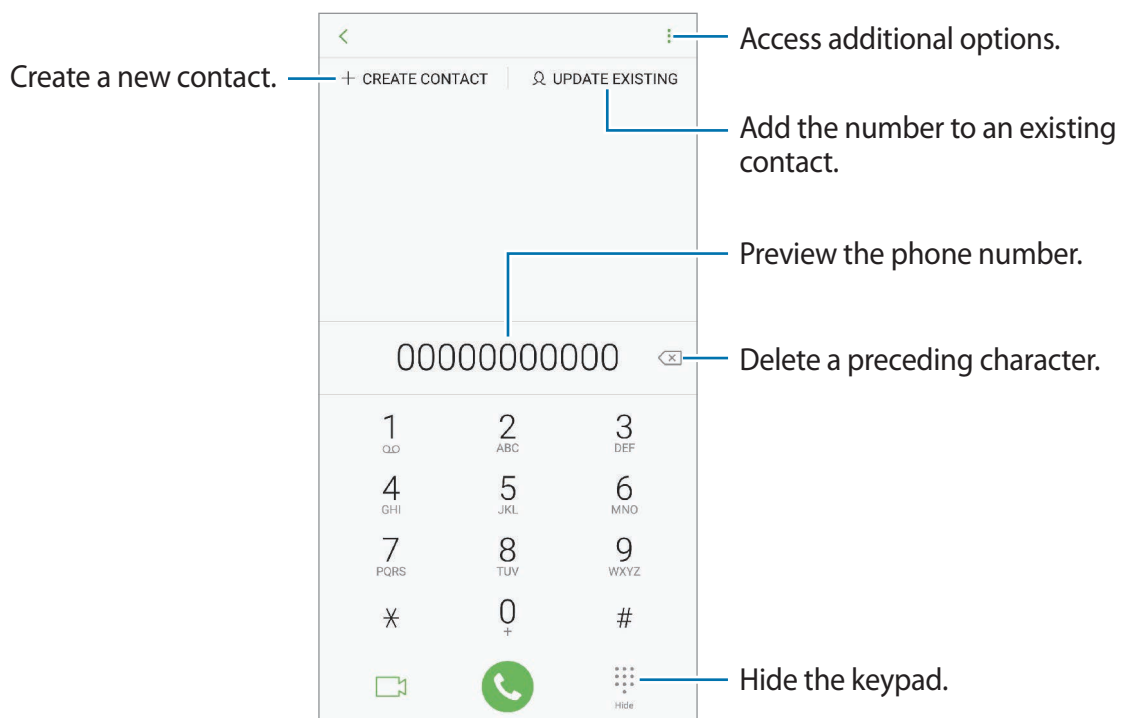 Access additional options.
Create a new contact.
CREATE CONTACT
UPDATE EXISTING
Add the number to an existing
contact.
Preview the phone number.
00000000000
Delete a preceding character.
1 2 3
ABC DEF
4 5 6
GHI JKL MNO
7 8 9
PQRS TUV WXYZ
* 0 #
+
Hide the keypad.
Hide